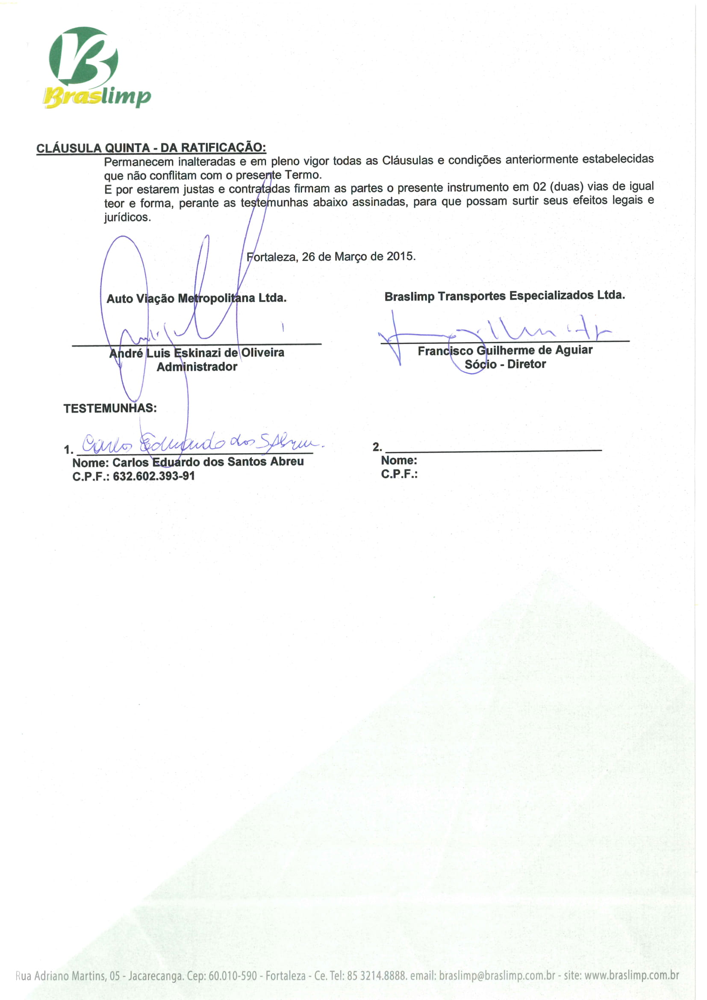 Braslimp
CLÁUSULA QUINTA - DA RATIFICAÇÃO:
Permanecem inalteradas e em pleno vigor todas as Cláusulas e condições anteriormente estabelecidas
que não conflitam com o presente Termo.
E por estarem justas e contratadas firmam as partes o presente instrumento em 02 (duas) vias de igual
teor e forma, perante as testemunhas abaixo assinadas, para que possam surtir seus efeitos legais e
jurídicos.
Fortaleza, 26 de Março de 2015.
Auto Viação Metropolitana Ltda.
André Luis Eskinazi de Oliveira
Administrador
Braslimp Transportes Especializados Ltda.
Francisco Guilherme de Aguiar
Sócio - Diretor
TESTEMUNHAS:
1. Carlos Eduardo dos S Abreu.
Nome: Carlos Eduardo dos Santos Abreu
C.P.F.: 632.602.393-91
2.
Nome:
C.P.F.:
Rua Adriano Martins, 05 - Jacarecanga. Cep: 60.010-590 - Fortaleza - Ce. Tel: 85 3214.8888. email: braslimp@braslimp.com.br - site: www.braslimp.com.br